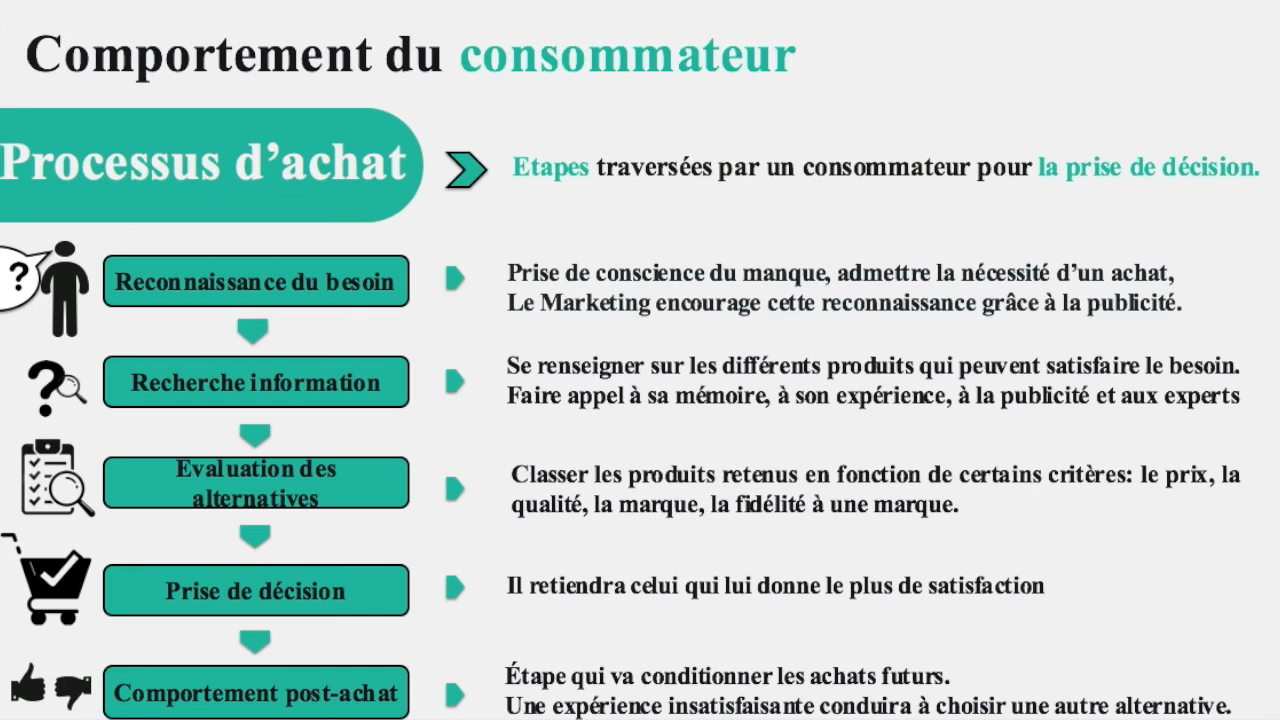 Comportement du consommateur
Processus d’achat
Etapes traversées par un consommateur pour la prise de décision.
?
Reconnaissance du besoin
Prise de conscience du manque, admettre la nécessité d’un achat,
Le Marketing encourage cette reconnaissance grâce à la publicité.
?
Recherche information
Se renseigner sur les différents produits qui peuvent satisfaire le besoin.
Faire appel à sa mémoire, à son expérience, à la publicité et aux experts
Evaluation des
alternatives
Classer les produits retenus en fonction de certains critères: le prix, la
qualité, la marque, la fidélité à une marque.
Prise de décision
Il retiendra celui qui lui donne le plus de satisfaction
Comportement post-achat
Étape qui va conditionner les achats futurs.
Une expérience insatisfaisante conduira à choisir une autre alternative.